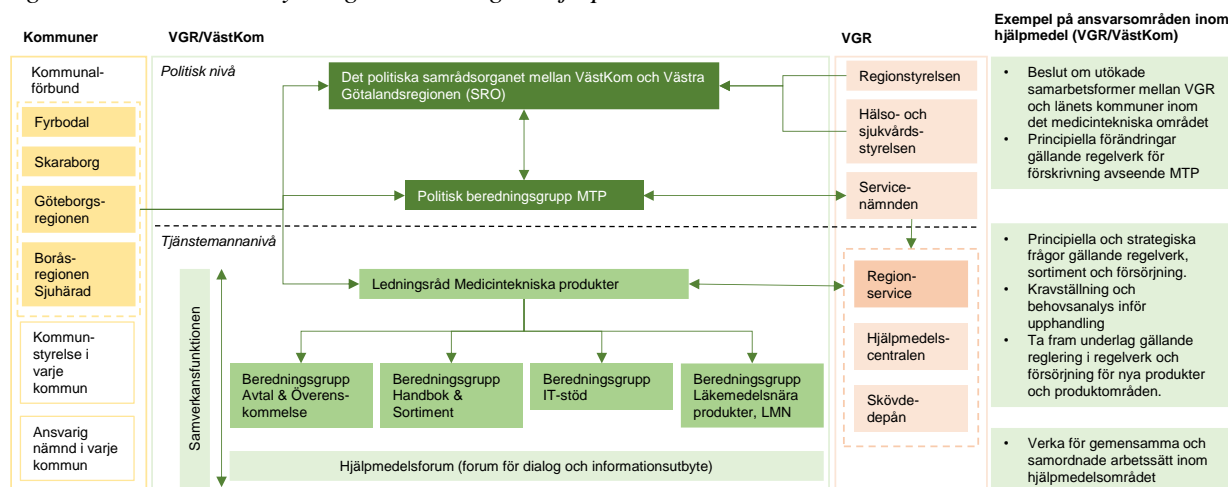 Kommuner
Kommunal-
förbund
Fyrbodal
Skaraborg
Göteborgs-
regionen
Borås-
regionen
Sjuhärad
Kommun-
styrelse i
varje
kommun
Ansvarig
nämnd i varje
kommun
VGR/VästKom
Politisk nivå
Det politiska samrådsorganet mellan VästKom och Västra
Götalandsregionen (SRO)
Politisk beredningsgrupp MTP
Tjänstemannanivå
Samverkansfunktionen
Ledningsråd Medicintekniska produkter
Beredningsgrupp
Avtal & Överens-
kommelse
Beredningsgrupp
Handbok &
Sortiment
Beredningsgrupp
IT-stöd
Beredningsgrupp
Läkemedelsnära
produkter, LMN
Hjälpmedelsforum (forum för dialog och informationsutbyte)
VGR
Regionstyrelsen
Hälso- och
sjukvårds-
styrelsen
Service-
nämnden
Region-
service
Hjälpmedels-
centralen
Skövde-
depån
Exempel på ansvarsområden inom
hjälpmedel (VGR/VästKom)
• Beslut om utökade
samarbetsformer mellan VGR
och länets kommuner inom
det medicintekniska området
• Principiella förändringar
gällande regelverk för
förskrivning avseende MTP
• Principiella och strategiska
frågor gällande regelverk,
sortiment och försörjning.
• Kravställning och
behovsanalys inför
upphandling
• Ta fram underlag gällande
reglering i regelverk och
försörjning för nya produkter
och produktområden.
• Verka för gemensamma och
samordnade arbetssätt inom
hjälpmedelsområdet